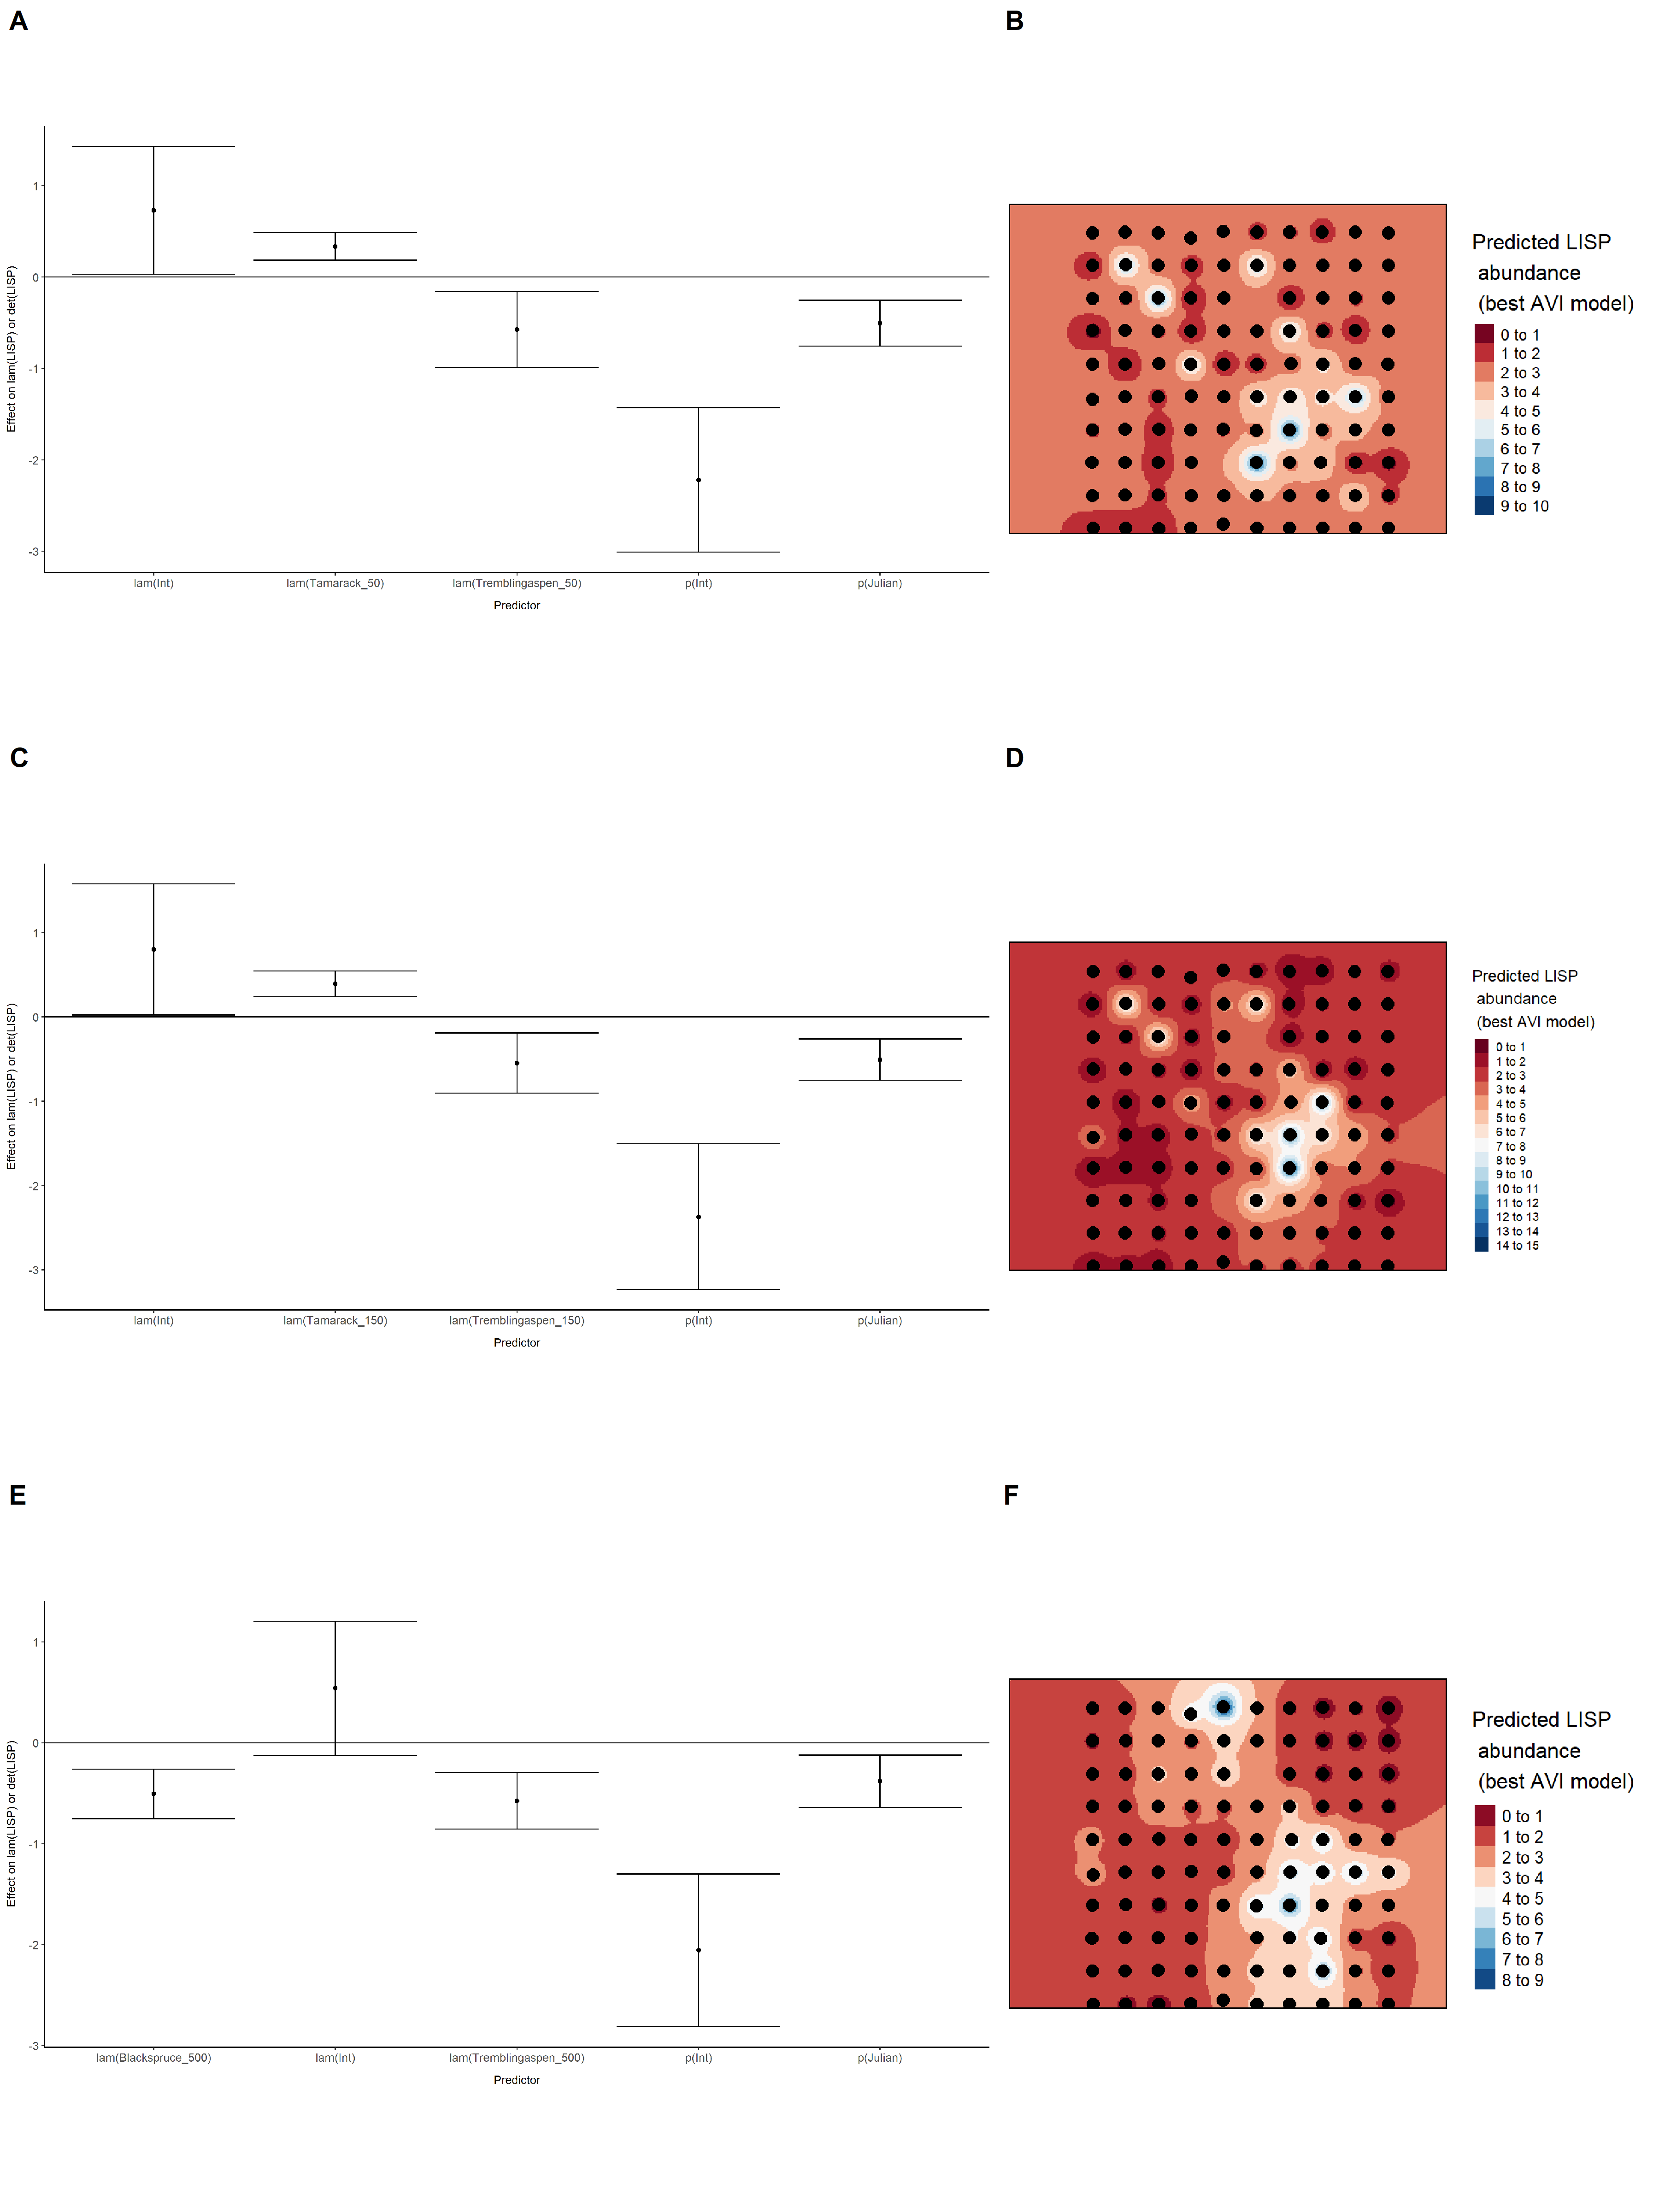 A
B
Effect on lam(LISP) or det(LISP)
1
0
-1
-2
-3
lam(Int)
lam(Tamarack_50)
lam(Tremblingaspen_50)
p(Int)
p(Julian)
Predictor
Predicted LISP
abundance
(best AVI model)
0 to 1
1 to 2
2 to 3
3 to 4
4 to 5
5 to 6
6 to 7
7 to 8
8 to 9
9 to 10
C
D
Effect on lam(LISP) or det(LISP)
1
0
-1
-2
-3
lam(Int)
lam(Tamarack_150)
lam(Tremblingaspen_150)
p(Int)
p(Julian)
Predictor
Predicted LISP
abundance
(best AVI model)
0 to 1
1 to 2
2 to 3
3 to 4
4 to 5
5 to 6
6 to 7
7 to 8
8 to 9
9 to 10
10 to 11
11 to 12
12 to 13
13 to 14
14 to 15
E
F
Effect on lam(LISP) or det(LISP)
1
0
-1
-2
-3
lam(Blackspruce_500)
lam(Int)
lam(Tremblingaspen_500)
p(Int)
p(Julian)
Predictor
Predicted LISP
abundance
(best AVI model)
0 to 1
1 to 2
2 to 3
3 to 4
4 to 5
5 to 6
6 to 7
7 to 8
8 to 9